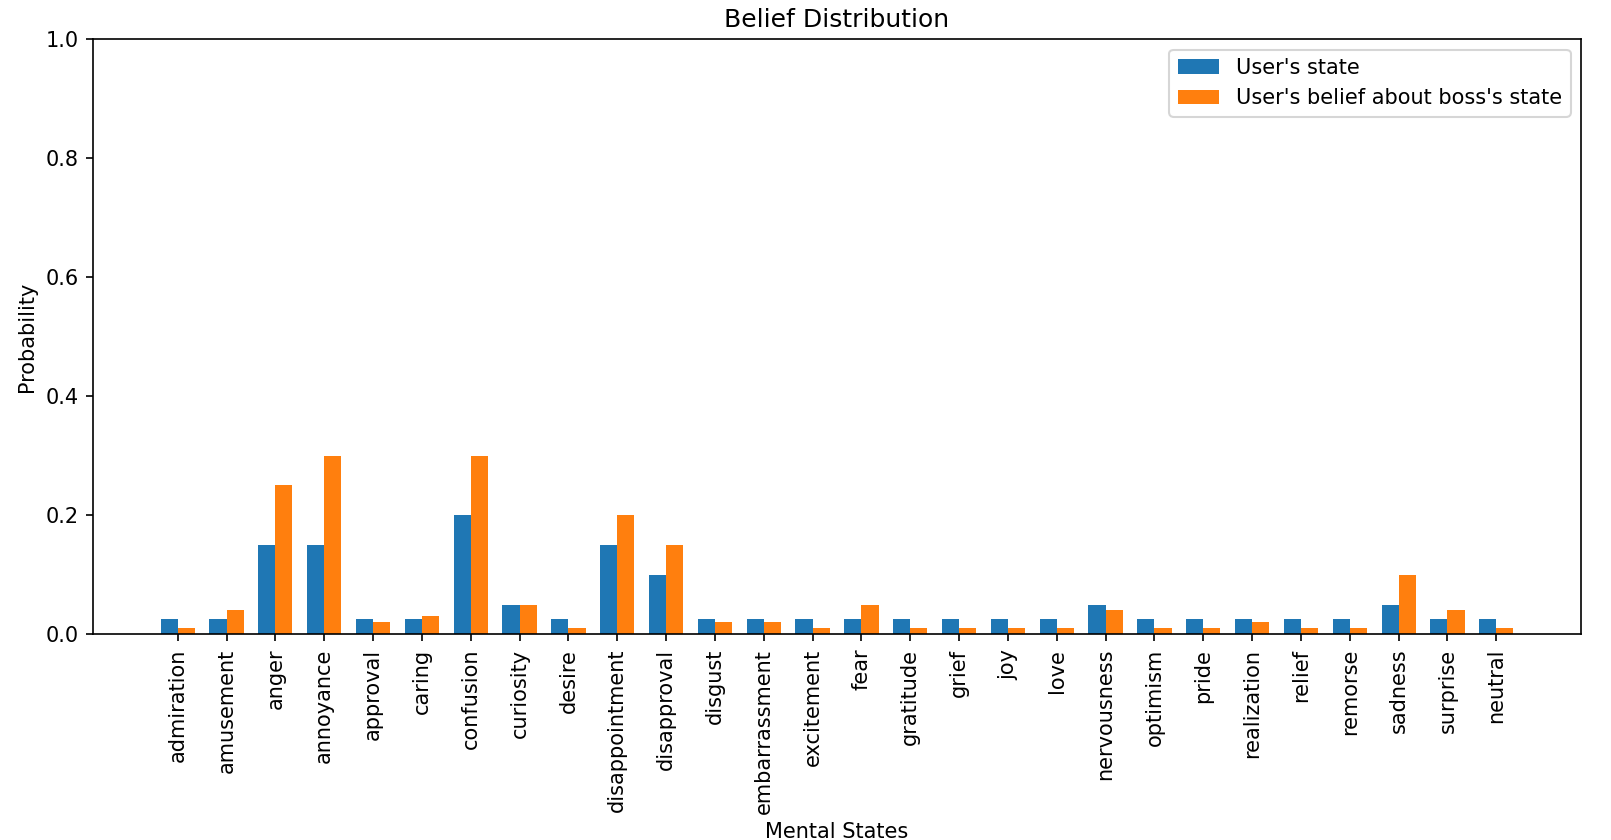 Belief Distribution
User's state
User's belief about boss's state
Probability
1.0
0.8
0.6
0.4
0.2
0.0
admiration
amusement
anger
annoyance
approval
caring
confusion
curiosity
desire
disappointment
disapproval
disgust
embarrassment
excitement
fear
gratitude
grief
joy
love
nervousness
optimism
pride
realization
relief
remorse
sadness
surprise
neutral
Mental States